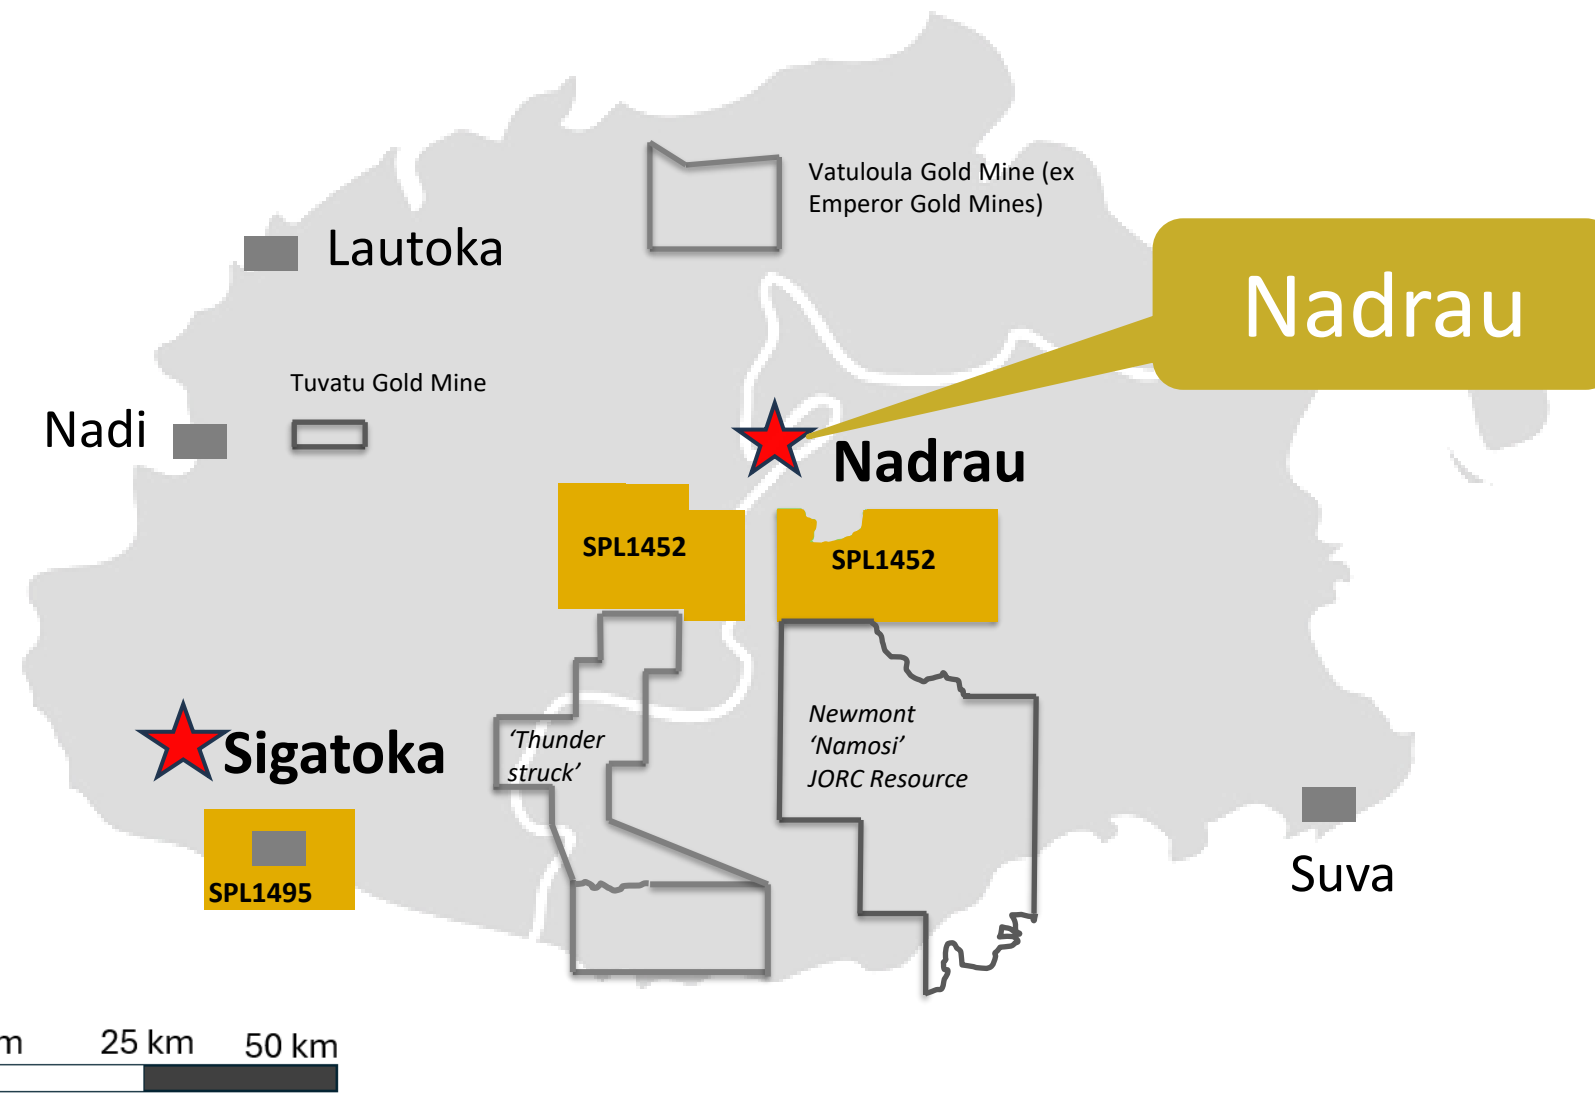 Vatuloula Gold Mine (ex
Emperor Gold Mines)
Lautoka
Nadrau
Tuvatu Gold Mine
Nadi
Nadrau
SPL1452
SPL1452
Newmont
‘Namosi’
JORC Resource
‘Thunder
struck’
Sigatoka
SPL1495
Suva
25 km
50 km